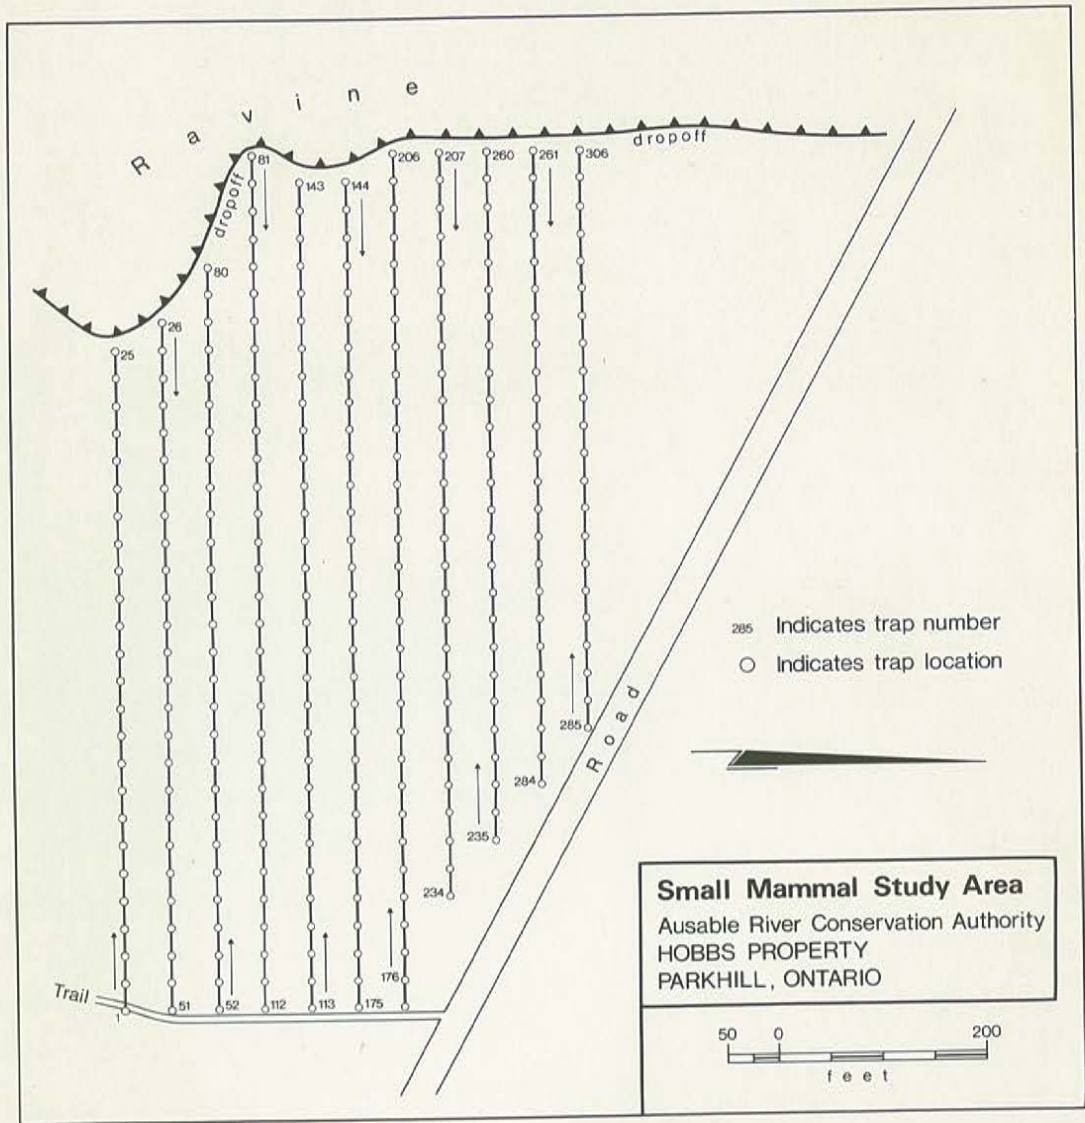 R a v i n e
dropoff
dropoff
81
143
144
206
207
260
261
306
80
26
25
285 Indicates trap number
Indicates trap location
Road
285
284
235
234
176
Trail
1
51
52
112
113
175
Small Mammal Study Area
Ausable River Conservation Authority
HOBBS PROPERTY
PARKHILL, ONTARIO
50 0 200
feet